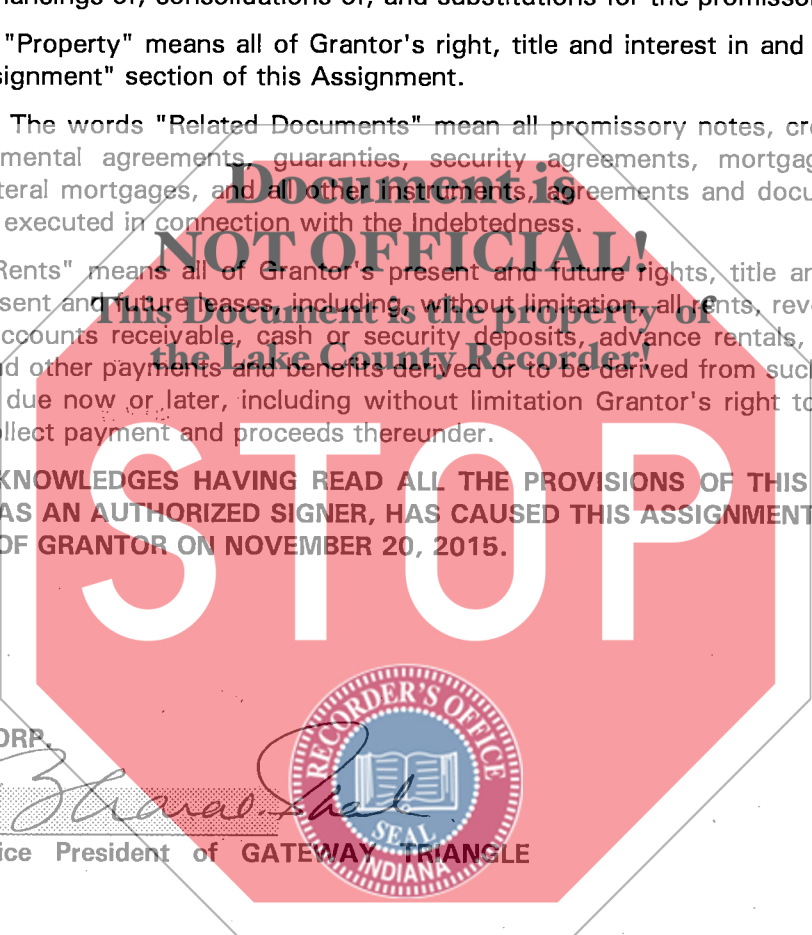 "Property" means all of Grantor's right, title and interest in and
signment" section of this Assignment.
The words "Related Documents" mean all promissory notes, cr
mental agreements, guaranties, security agreements, mortgag
teral mortgages, and all other instruments, agreements and docu
Document is
executed in connection with the Indebtedness.
NOT OFFICIAL!
Rents" means all of Grantor's present and future rights, title an
sent and future leases, including, without limitation, all rents, reve
This Document is the property of
ccounts receivable, cash or security deposits, advance rentals,
the Lake County Recorder!
d other payments and benefits derived or to be derived from such
due now or later, including without limitation Grantor's right to
llect payment and proceeds thereunder.
KNOWLEDGES HAVING READ ALL THE PROVISIONS OF THIS
AS AN AUTHORIZED SIGNER, HAS CAUSED THIS ASSIGNMENT
OF GRANTOR ON NOVEMBER 20, 2015.
STOP
RECORDER'S OFFICE
SEAL
INDIANA
ORP.
ice President of GATEWAY TRIANGLE